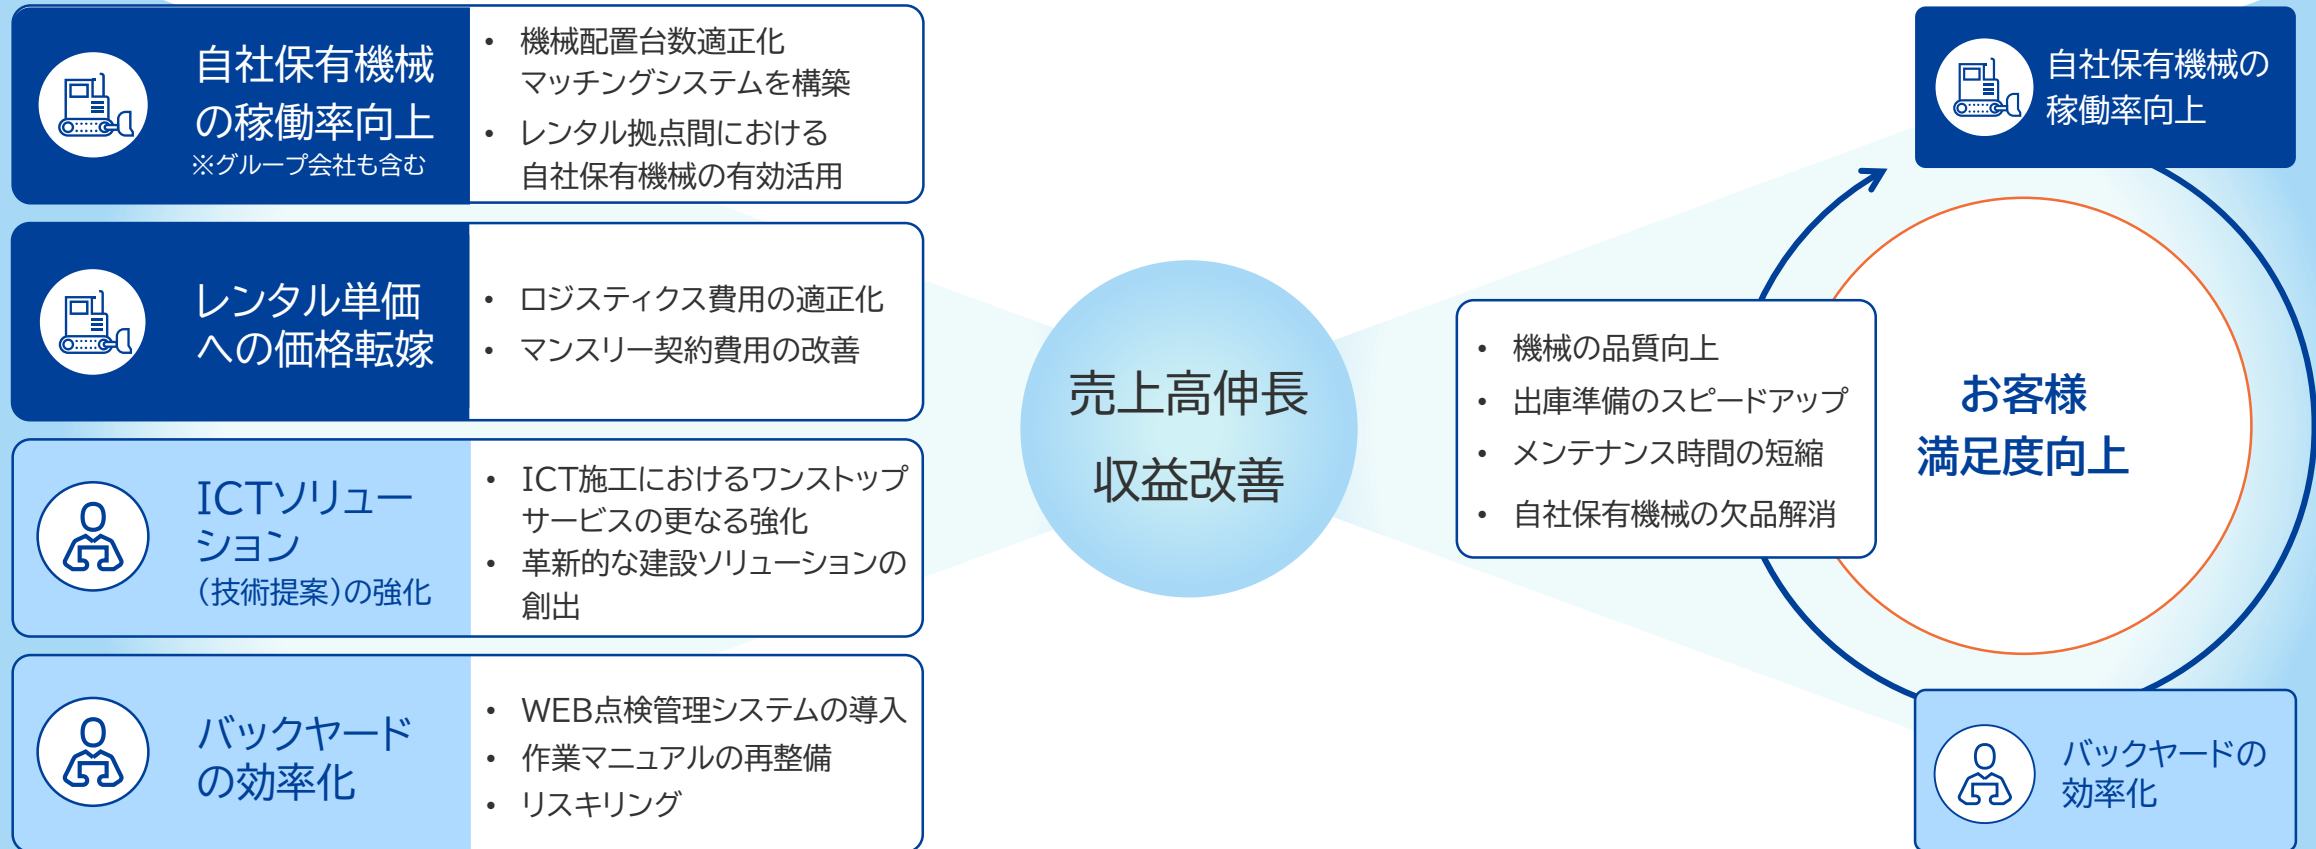 自社保有機械
の稼働率向上
※グループ会社も含む
• 機械配置台数適正化
マッチングシステムを構築
• レンタル拠点間における
自社保有機械の有効活用
レンタル単価
への価格転嫁
• ロジスティクス費用の適正化
• マンスリー契約費用の改善
ICTソリュー
ション
（技術提案）の強化
• ICT施工におけるワンストップ
サービスの更なる強化
• 革新的な建設ソリューションの
創出
バックヤード
の効率化
• WEB点検管理システムの導入
• 作業マニュアルの再整備
• リスキリング
売上高伸長
収益改善
自社保有機械の
稼働率向上
• 機械の品質向上
• 出庫準備のスピードアップ
• メンテナンス時間の短縮
• 自社保有機械の欠品解消
お客様
満足度向上
バックヤードの
効率化